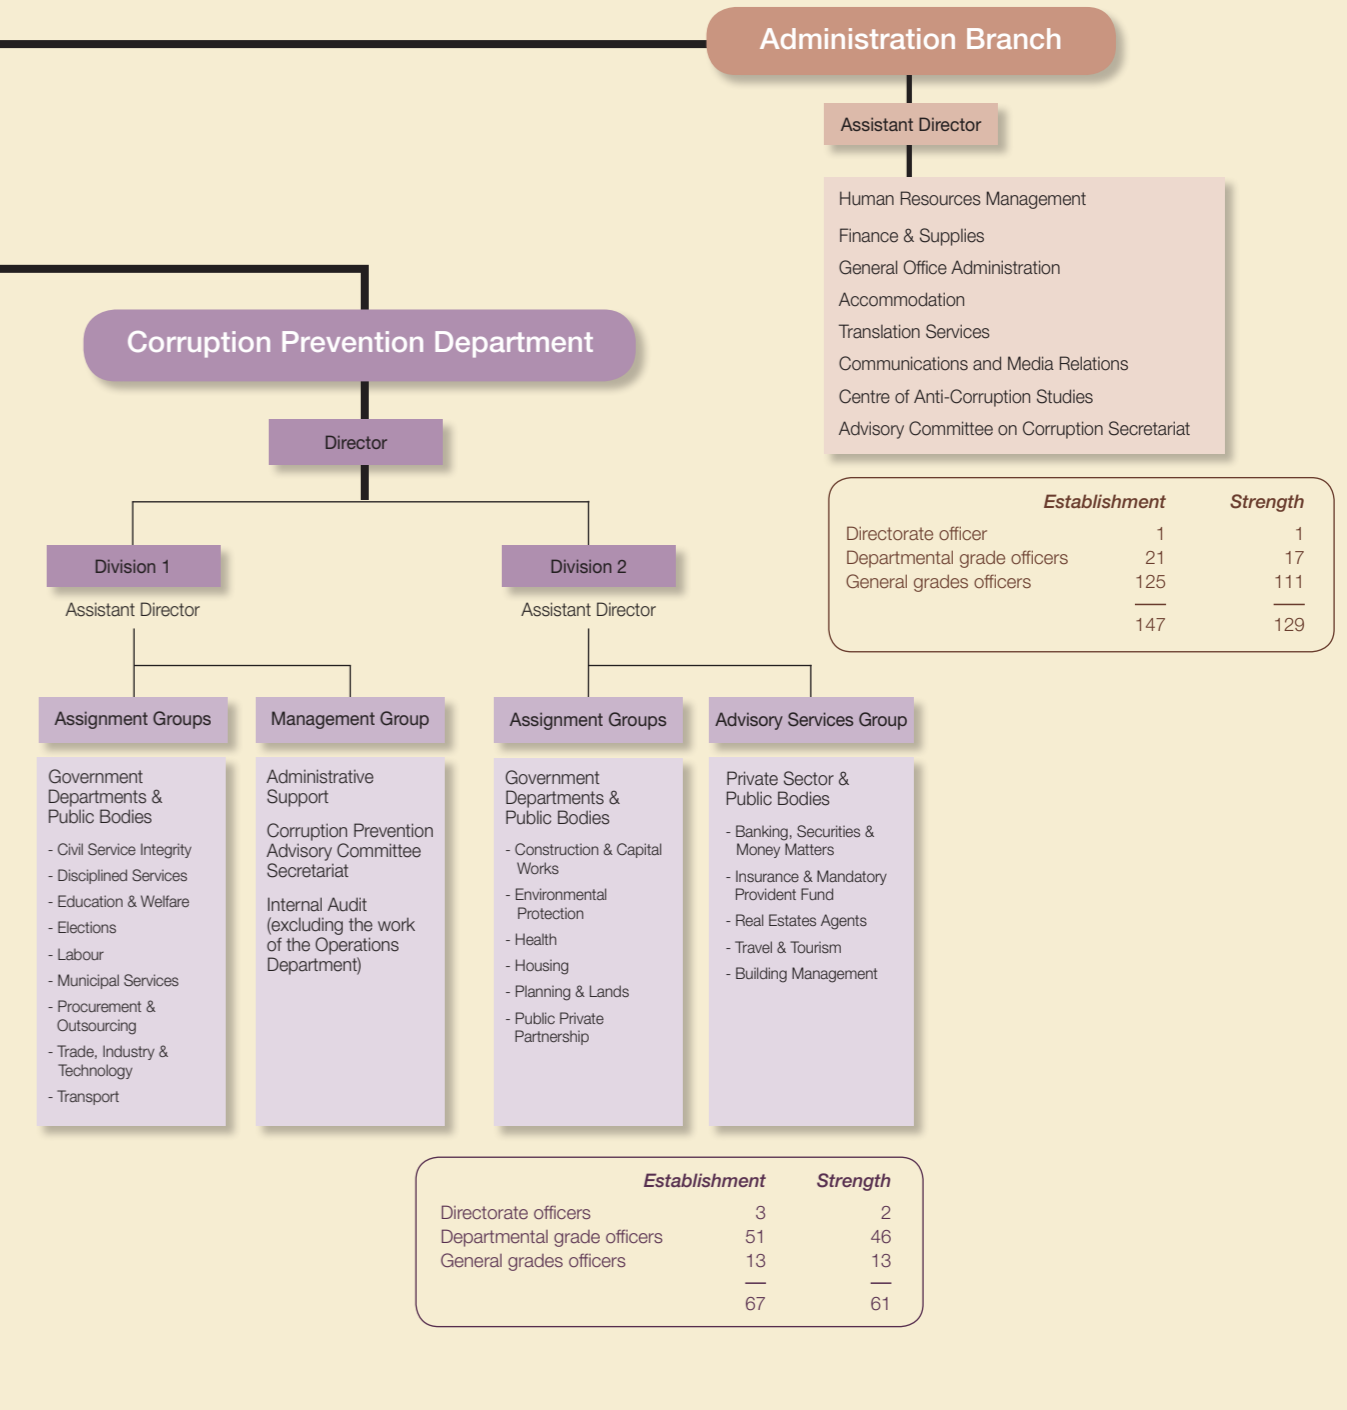 Administration Branch
Assistant Director
Human Resources Management
Finance & Supplies
General Office Administration
Accommodation
Translation Services
Communications and Media Relations
Centre of Anti-Corruption Studies
Advisory Committee on Corruption Secretariat
Establishment Strength
Directorate officer 1 1
Departmental grade officers 21 17
General grades officers 125 111
147 129
Corruption Prevention Department
Director
Division 1
Assistant Director
Assignment Groups
Government
Departments &
Public Bodies
- Civil Service Integrity
- Disciplined Services
- Education & Welfare
- Elections
- Labour
- Municipal Services
- Procurement &
Outsourcing
- Trade, Industry &
Technology
- Transport
Management Group
Administrative
Support
Corruption Prevention
Advisory Committee
Secretariat
Internal Audit
(excluding the work
of the Operations
Department)
Division 2
Assistant Director
Assignment Groups
Government
Departments &
Public Bodies
- Construction & Capital
Works
- Environmental
Protection
- Health
- Housing
- Planning & Lands
- Public Private
Partnership
Advisory Services Group
Private Sector &
Public Bodies
- Banking, Securities &
Money Matters
- Insurance & Mandatory
Provident Fund
- Real Estates Agents
- Travel & Tourism
- Building Management
Establishment Strength
Directorate officers 3 2
Departmental grade officers 51 46
General grades officers 13 13
67 61